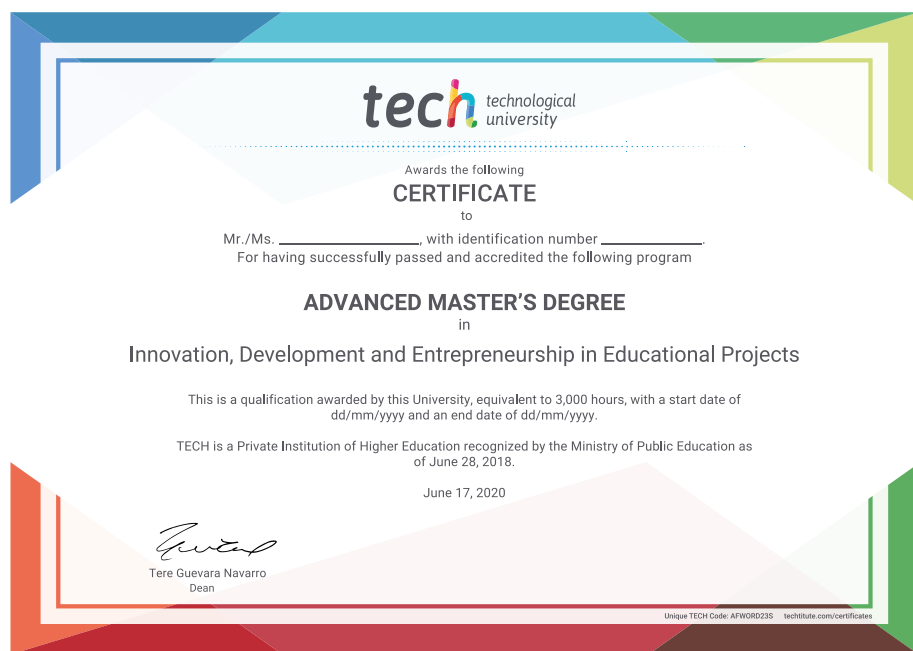 tech technological
university
Awards the following
CERTIFICATE
to
Mr./Ms. ____________________, with identification number ______________.
For having successfully passed and accredited the following program
ADVANCED MASTER'S DEGREE
in
Innovation, Development and Entrepreneurship in Educational Projects
This is a qualification awarded by this University, equivalent to 3,000 hours, with a start date of
dd/mm/yyyy and an end date of dd/mm/yyyy.
TECH is a Private Institution of Higher Education recognized by the Ministry of Public Education as
of June 28, 2018.
June 17, 2020
Tere Guevara Navarro
Dean
Unique TECH Code: AFWORD23S techtitute.com/certificates